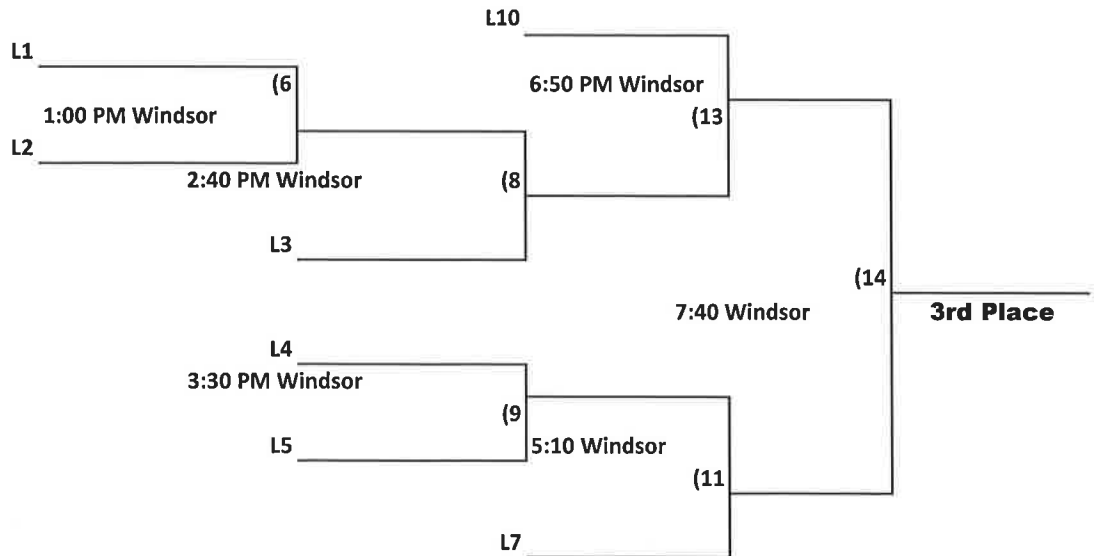 L10
L1
(6
6:50 PM Windsor
1:00 PM Windsor
(13
L2
2:40 PM Windsor
(8
L3
(14
7:40 Windsor
3rd Place
L4
3:30 PM Windsor
(9
L5
5:10 Windsor
(11
L7